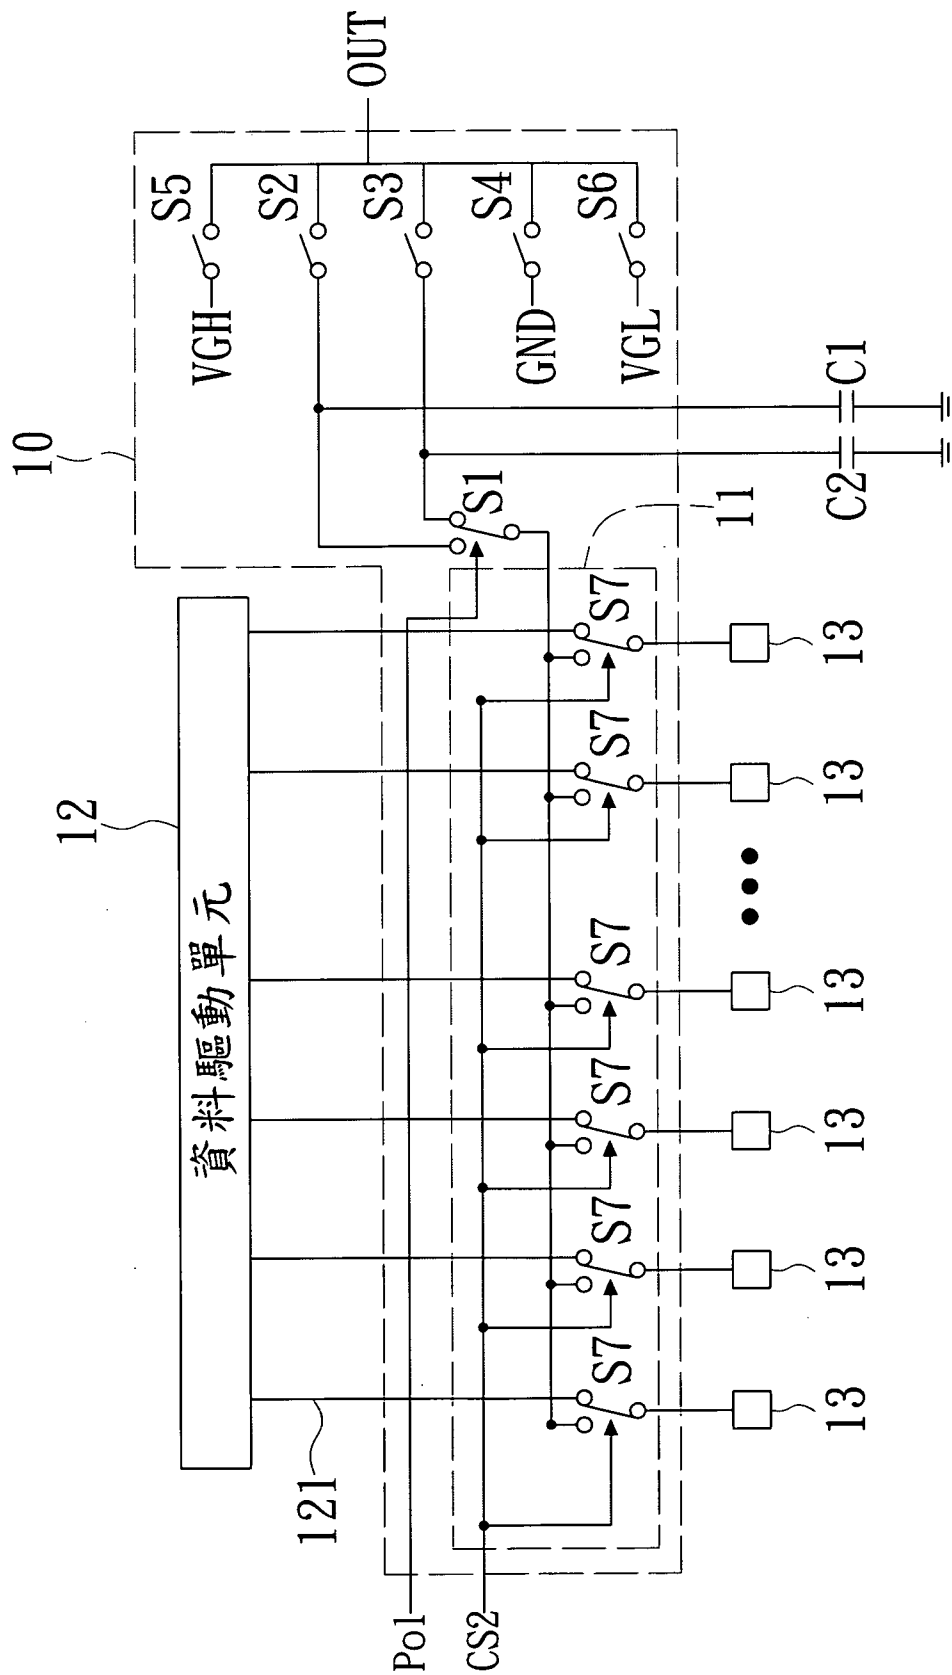 10
12
資料驅動單元
121
Pol
CS2
VGH
S5
S2
S3
GND
S4
VGL
S6
OUT
S1
11
S7
S7
S7
S7
S7
S7
C2
C1
13
13
13
13
13
13